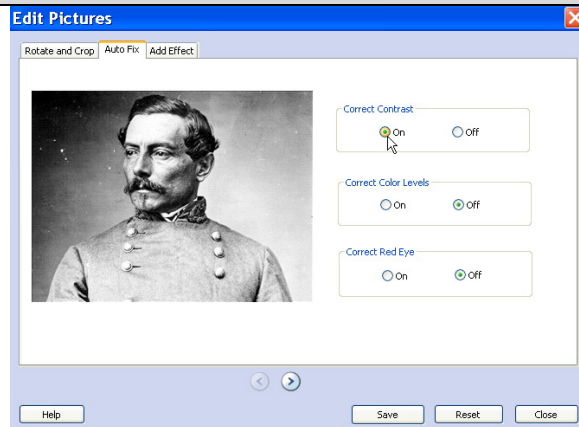 Edit Pictures
Rotate and Crop Auto Fix Add Effect
Correct Contrast
On Off
Correct Color Levels
On Off
Correct Red Eye
On Off
Help Save Reset Close